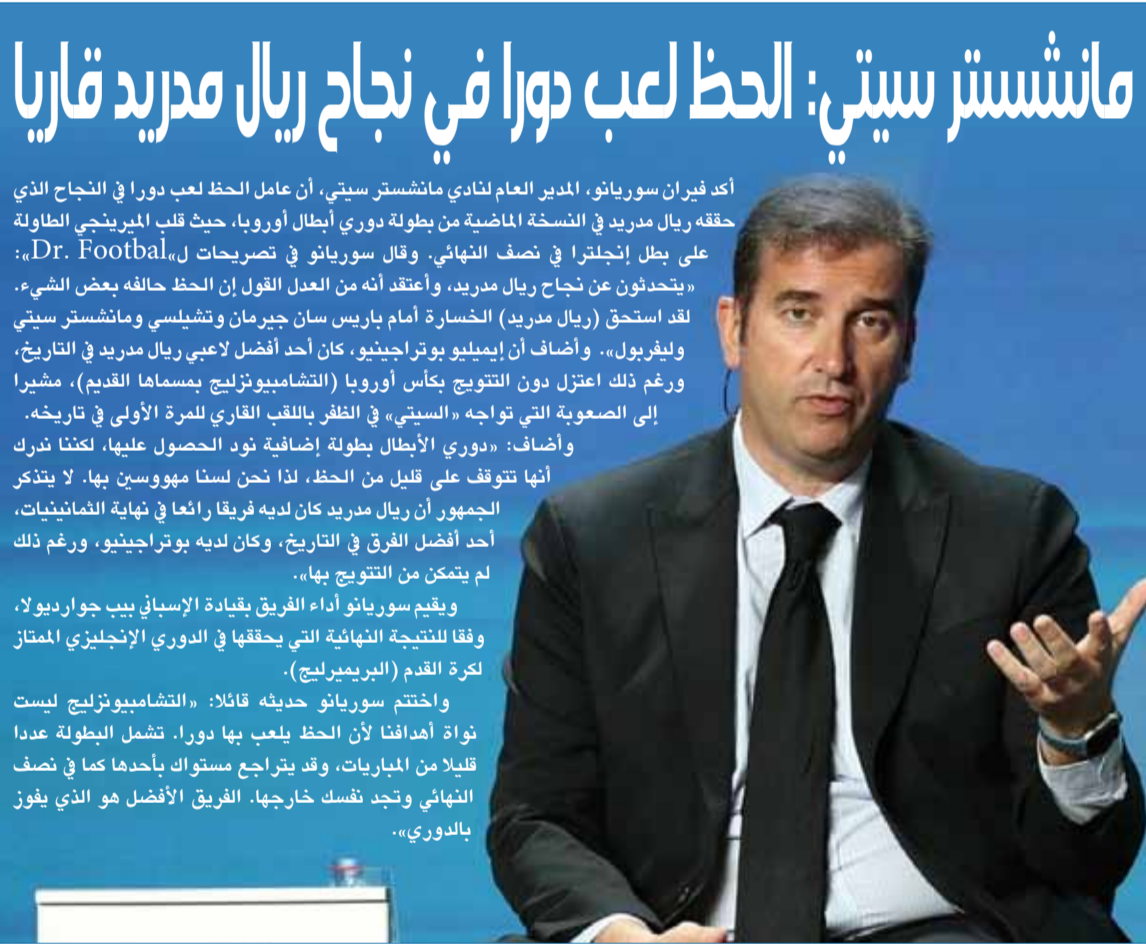 مانشستر سيتي: الحظ لعب دورا في نجاح ريال مدريد قاريا
أكد فيران سوريانو، المدير العام لنادي مانشستر سيتي، أن عامل الحظ لعب دورا في النجاح الذي
حققه ريال مدريد في النسخة الماضية من بطولة دوري أبطال أوروبا، حيث قلب الميرينجي الطاولة
على بطل إنجلترا في نصف النهائي. وقال سوريانو في تصريحات ل«Dr. Footbal»:
«يتحدثون عن نجاح ريال مدريد، وأعتقد أنه من العدل القول إن الحظ حالفه بعض الشيء.
لقد استحق (ريال مدريد) الخسارة أمام باريس سان جيرمان وتشيلسي ومانشستر سيتي
وليفربول». وأضاف أن إيميليو بوتراجينيو، كان أحد أفضل لاعبي ريال مدريد في التاريخ،
ورغم ذلك اعتزل دون التتويج بكأس أوروبا (التشامبيونزليج بمسماها القديم)، مشيرا
إلى الصعوبة التي تواجه «السيتي» في الظفر باللقب القاري للمرة الأولى في تاريخه.
وأضاف: «دوري الأبطال بطولة إضافية نود الحصول عليها، لكننا ندرك
أنها تتوقف على قليل من الحظ، لذا نحن لسنا مهووسين بها. لا يتذكر
الجمهور أن ريال مدريد كان لديه فريقا رائعا في نهاية الثمانينيات،
أحد أفضل الفرق في التاريخ، وكان لديه بوتراجينيو، ورغم ذلك
لم يتمكن من التتويج بها».
ويقيم سوريانو أداء الفريق بقيادة الإسباني بيب جوارديولا،
وفقا للنتيجة النهائية التي يحققها في الدوري الإنجليزي الممتاز
لكرة القدم (البريميرليج).
واختتم سوريانو حديثه قائلا: «التشامبيونزليج ليست
نواة أهدافنا لأن الحظ يلعب بها دورا. تشمل البطولة عددا
قليلا من المباريات، وقد يتراجع مستواك بأحدها كما في نصف
النهائي وتجد نفسك خارجها. الفريق الأفضل هو الذي يفوز
بالدوري».